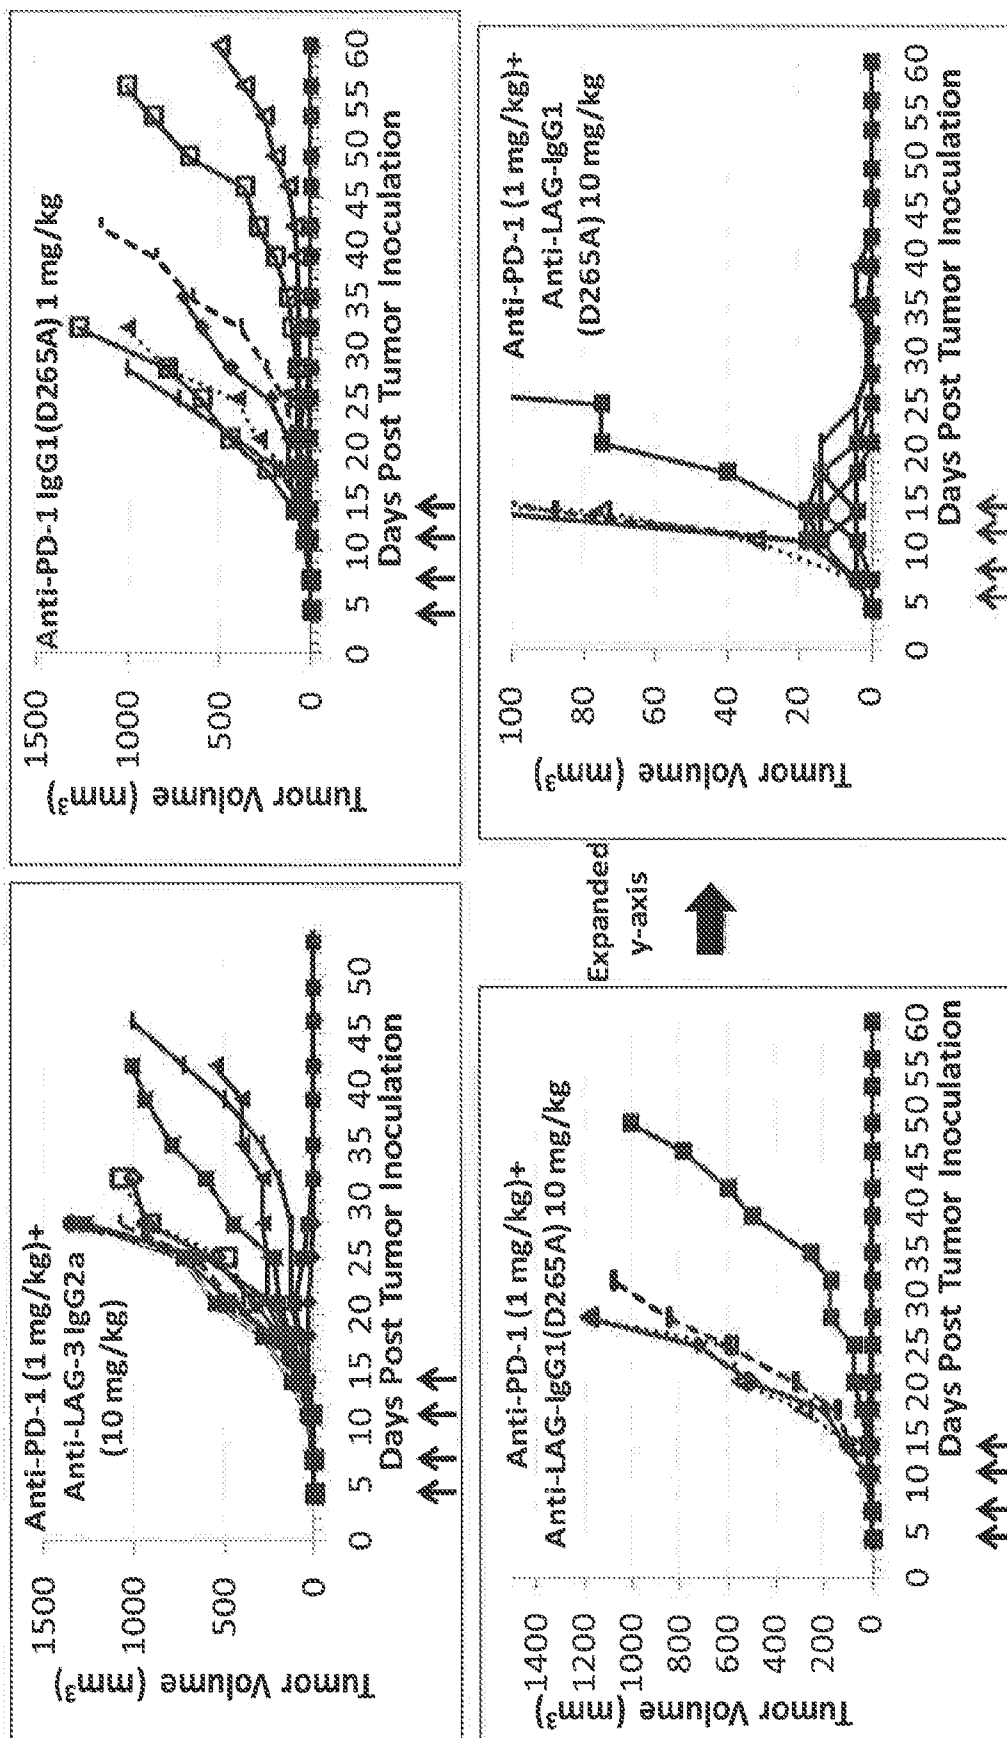 Anti-PD-1 (1 mg/kg)+
Anti-LAG-3 IgG2a
(10 mg/kg)
Tumor Volume (mm³)
1500
1000
500
0
0 5 10 15 20 25 30 35 40 45 50
Days Post Tumor Inoculation
Anti-PD-1 IgG1(D265A) 1 mg/kg
Tumor Volume (mm³)
1500
1000
500
0
0 5 10 15 20 25 30 35 40 45 50 55 60
Days Post Tumor Inoculation
Anti-PD-1 (1 mg/kg)+
Anti-LAG-IgG1(D265A) 10 mg/kg
Tumor Volume (mm³)
1400
1200
1000
800
600
400
200
0
0 5 10 15 20 25 30 35 40 45 50 55 60
Days Post Tumor Inoculation
Expanded
y-axis
Anti-PD-1 (1 mg/kg)+
Anti-LAG-IgG1
(D265A) 10 mg/kg
Tumor Volume (mm³)
100
80
60
40
20
0
0 5 10 15 20 25 30 35 40 45 50 55 60
Days Post Tumor Inoculation